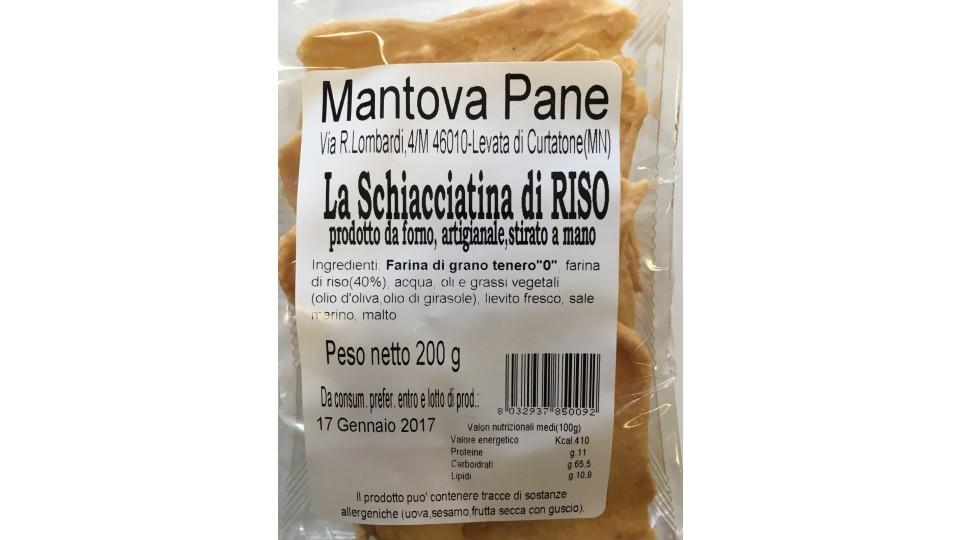 Mantova Pane
Via R.Lombardi,4/M 46010-Levata di Curtatone(MN)
La Schiacciatina di RISO
prodotto da forno, artigianale,stirato a mano
Ingredienti: Farina di grano tenero"0", farina
di riso(40%), acqua, oli e grassi vegetali
(olio d'oliva,olio di girasole), lievito fresco, sale
marino, malto
Peso netto 200 g
Da consum. prefer. entro e lotto di prod.:
17 Gennaio 2017
8 032937 850092
Valori nutrizionali medi(100g)
Valore energetico Kcal.410
Proteine g.11
Carboidrati g.65.5
Lipidi g.10,8
Il prodotto puo' contenere tracce di sostanze
allergeniche (uova,sesamo,frutta secca con guscio).